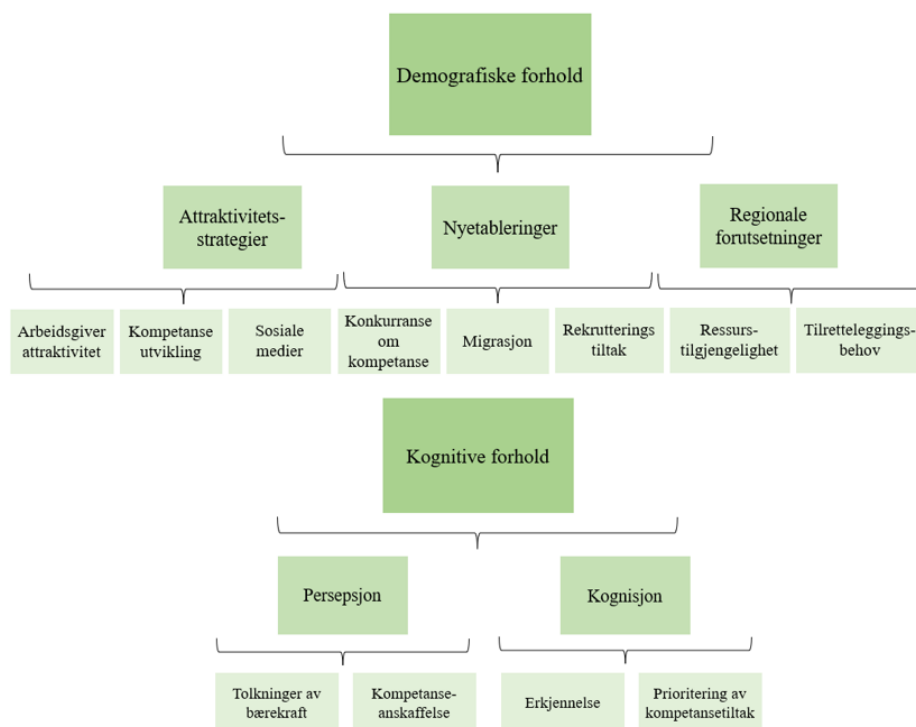 Demografiske forhold
Attraktivitets-
strategier
Nyetableringer
Regionale
forutsetninger
Arbeidsgiver
attraktivitet
Kompetanse
utvikling
Sosiale
medier
Konkurranse
om
kompetanse
Migrasjon
Rekrutterings
tiltak
Ressurs-
tilgjengelighet
Tilretteleggings-
behov
Kognitive forhold
Persepsjon
Kognisjon
Tolkninger av
bærekraft
Kompetanse-
anskaffelse
Erkjennelse
Prioritering av
kompetansetiltak